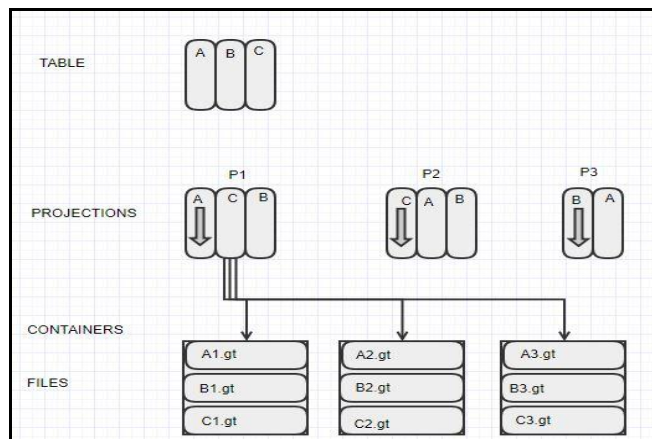 TABLE
A B C
P1 P2 P3
PROJECTIONS
A C B C A B B A
CONTAINERS
A1.gt A2.gt A3.gt
FILES
B1.gt B2.gt B3.gt
C1.gt C2.gt C3.gt